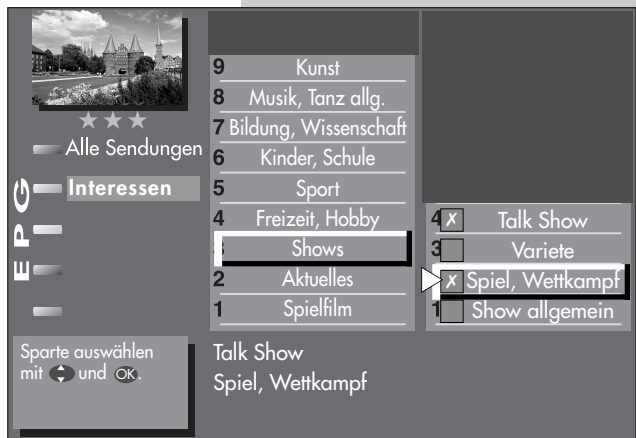 Alle Sendungen
Interessen
EPG
9 Kunst
8 Musik, Tanz allg.
7 Bildung, Wissenschaft
6 Kinder, Schule
5 Sport
4 Freizeit, Hobby
3 Shows
2 Aktuelles
1 Spielfilm
4 X Talk Show
3 Variete
X Spiel, Wettkampf
1 Show allgemein
Sparte auswählen
mit und OK.
Talk Show
Spiel, Wettkampf